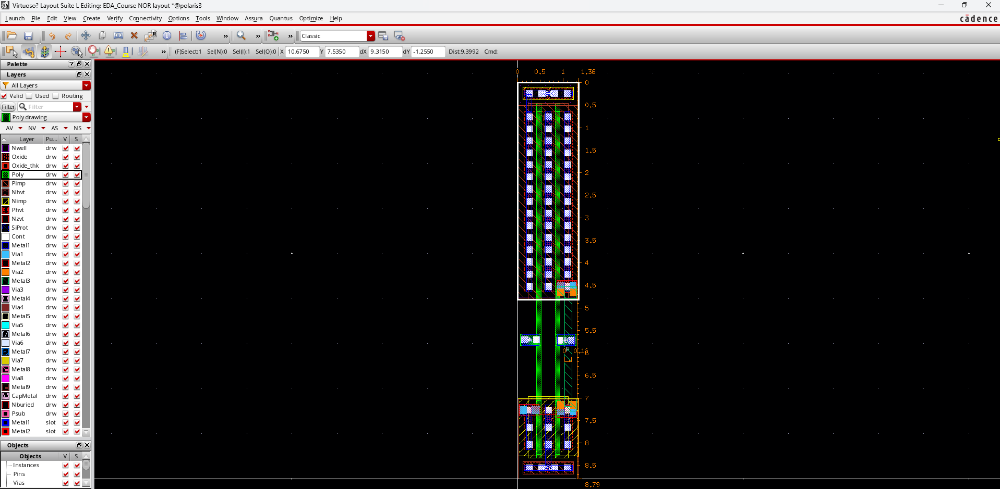 Virtuoso? Layout Suite L Editing: EDA_Course NOR layout *@polaris3
Launch File Edit View Create Verify Connectivity Options Tools Window Assura Quantus Optimize Help
cādence
» » » Classic
» (F)Select:1 Sel(N):0 Sel(I):1 Sel(O):0 X 10.6750 Y 7.5350 dX 9.3150 dY -1.2550 Dist:9.3992 Cmd:
Palette ?
Layers
All Layers
Valid Used Routing
Filter Filter
Poly drawing
AV NV AS NS
Layer Pu... V S
Nwell drw
Oxide drw
Oxide_thk drw
Poly drw
Pimp drw
Nhvt drw
Nimp drw
Phvt drw
Nzvt drw
SiProt drw
Cont drw
Metal1 drw
Via1 drw
Metal2 drw
Via2 drw
Metal3 drw
Via3 drw
Metal4 drw
Via4 drw
Metal5 drw
Via5 drw
Metal6 drw
Via6 drw
Metal7 drw
Via7 drw
Metal8 drw
Via8 drw
Metal9 drw
CapMetal drw
Nburied drw
Psub drw
Metal1 slot
Metal2 slot
Objects
Objects V S
Instances
Pins
Vias
0 0.5 1 1.36
0
0.5
1
1.5
2
2.5
3
3.5
4
4.5
5
5.5
F
0 0.16 6
6.5
7
7.5
8
8.5
8.79